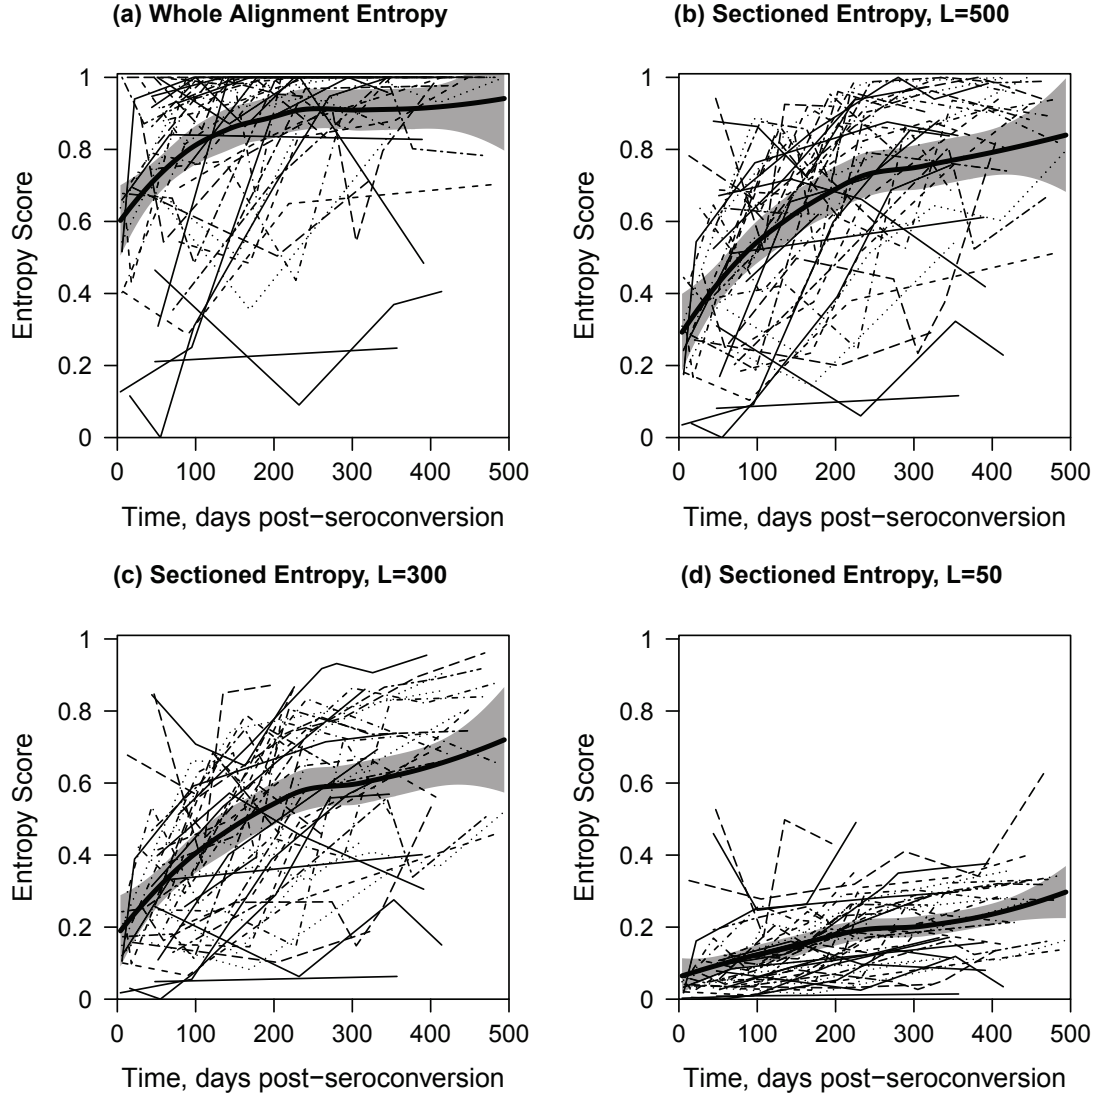 (a) Whole Alignment Entropy
Entropy Score
1
0.8
0.6
0.4
0.2
0
0 100 200 300 400 500
Time, days post−seroconversion
(b) Sectioned Entropy, L=500
Entropy Score
1
0.8
0.6
0.4
0.2
0
0 100 200 300 400 500
Time, days post−seroconversion
(c) Sectioned Entropy, L=300
Entropy Score
1
0.8
0.6
0.4
0.2
0
0 100 200 300 400 500
Time, days post−seroconversion
(d) Sectioned Entropy, L=50
Entropy Score
1
0.8
0.6
0.4
0.2
0
0 100 200 300 400 500
Time, days post−seroconversion